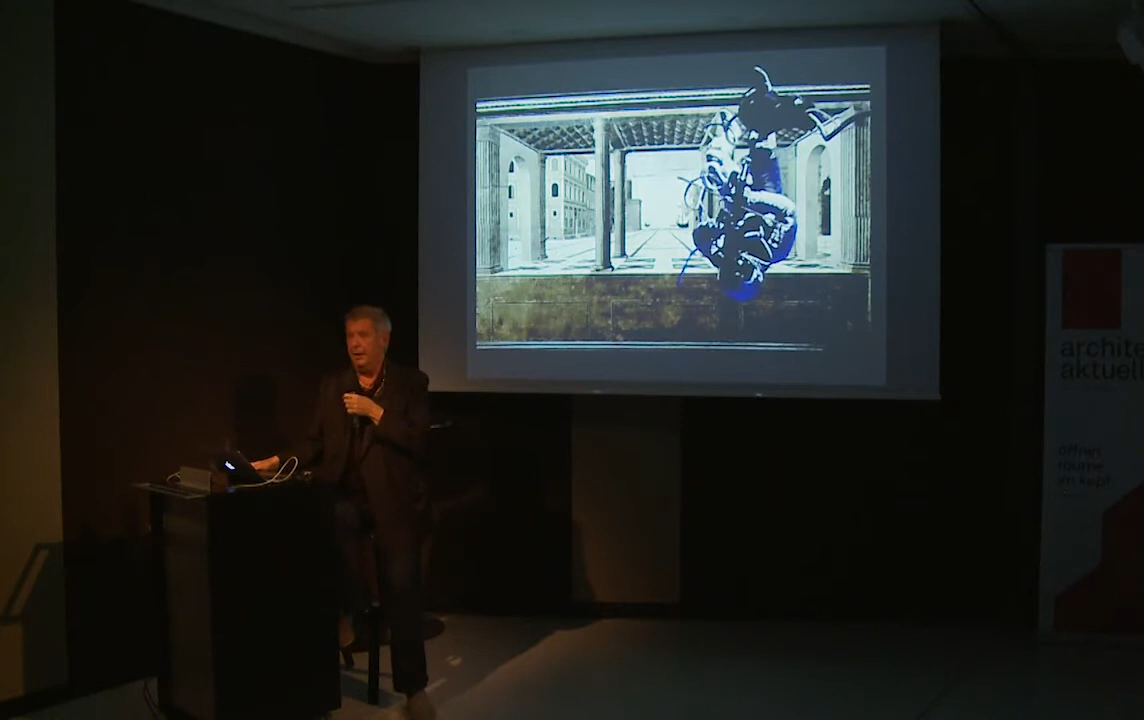 archite
aktuell
öffnet
räume
im kopf